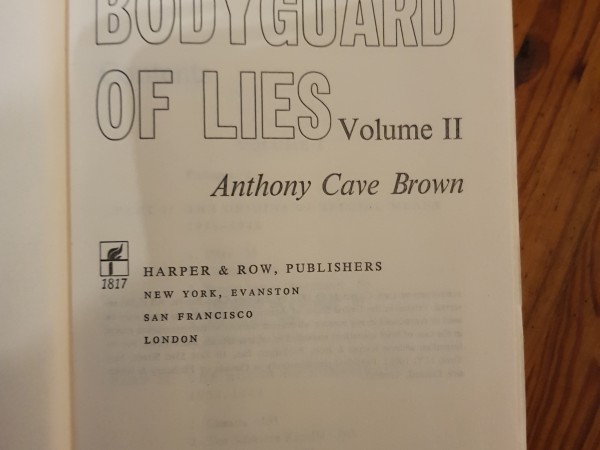 BODYGUARD
OF LIES Volume II
Anthony Cave Brown
1817
HARPER & ROW, PUBLISHERS
NEW YORK, EVANSTON
SAN FRANCISCO
LONDON